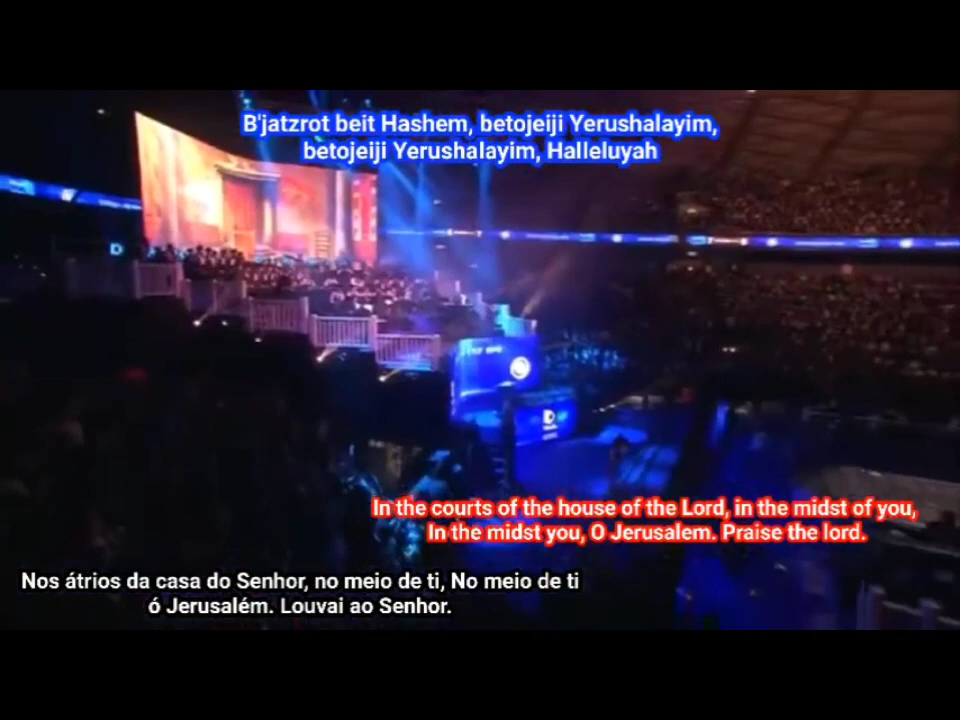 B'jatzrot beit Hashem, betojeiji Yerushalayim,
betojeiji Yerushalayim, Halleluyah
In the courts of the house of the Lord, in the midst of you,
In the midst you, O Jerusalem. Praise the lord.
Nos átrios da casa do Senhor, no meio de ti, No meio de ti
ó Jerusalém. Louvai ao Senhor.